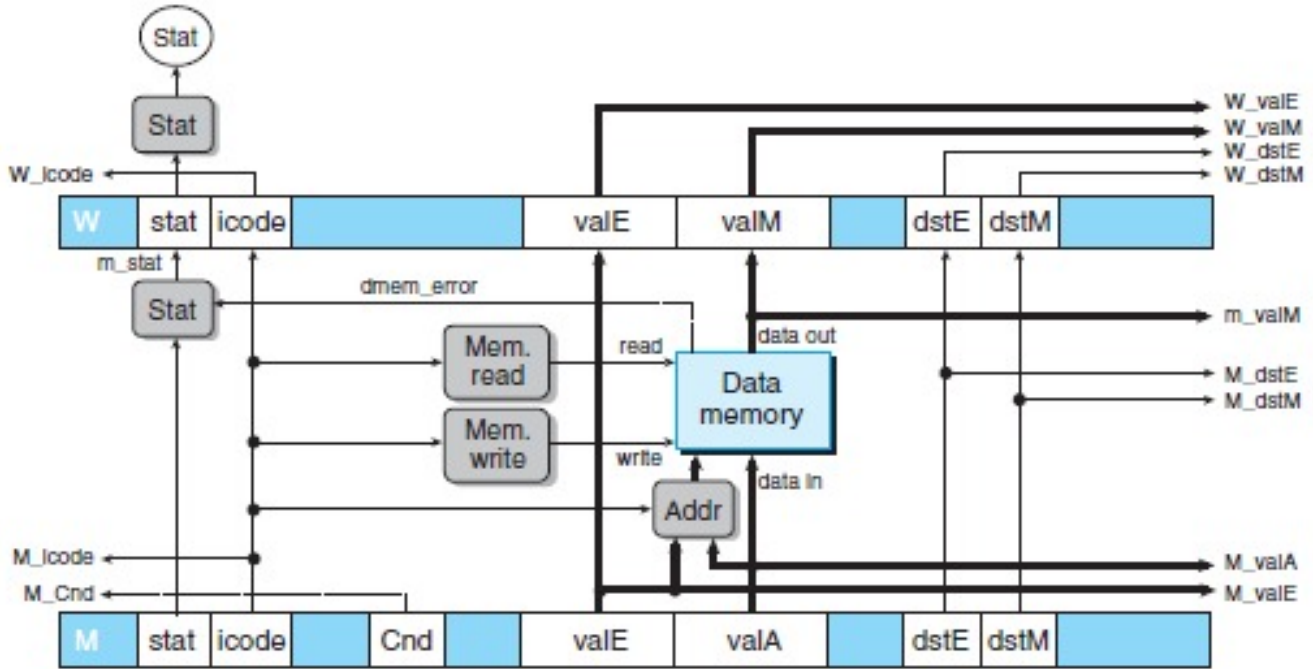 Stat
Stat
W_valE
W_valM
W_dstE
W_dstM
W_icode
W stat icode valE valM dstE dstM
m_stat
dmem_error
Stat
m_valM
data out
Mem. read
read
Data memory
M_dstE
M_dstM
Mem. write
write
data in
Addr
M_icode
M_valA
M_Cnd
M_valE
M stat icode Cnd valE valA dstE dstM